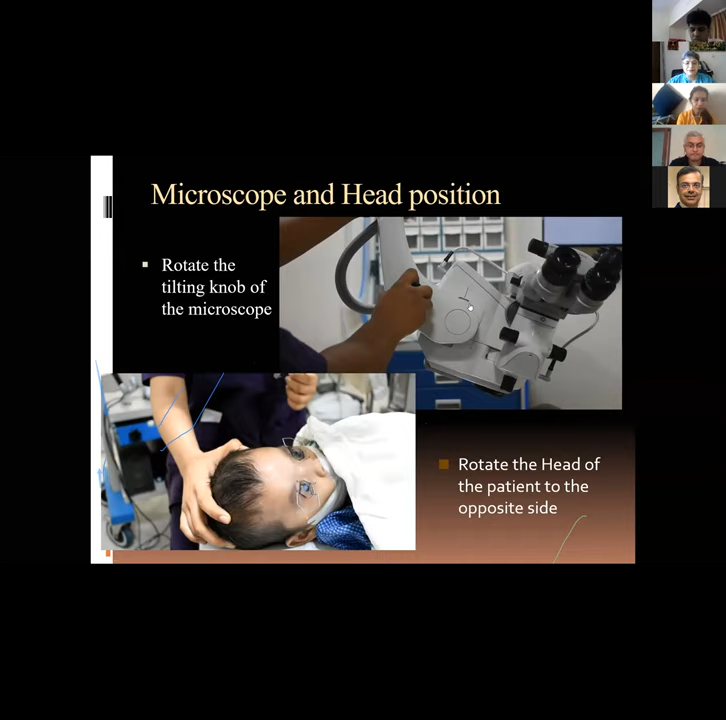 Microscope and Head position
Rotate the
tilting knob of
the microscope
Rotate the Head of
the patient to the
opposite side